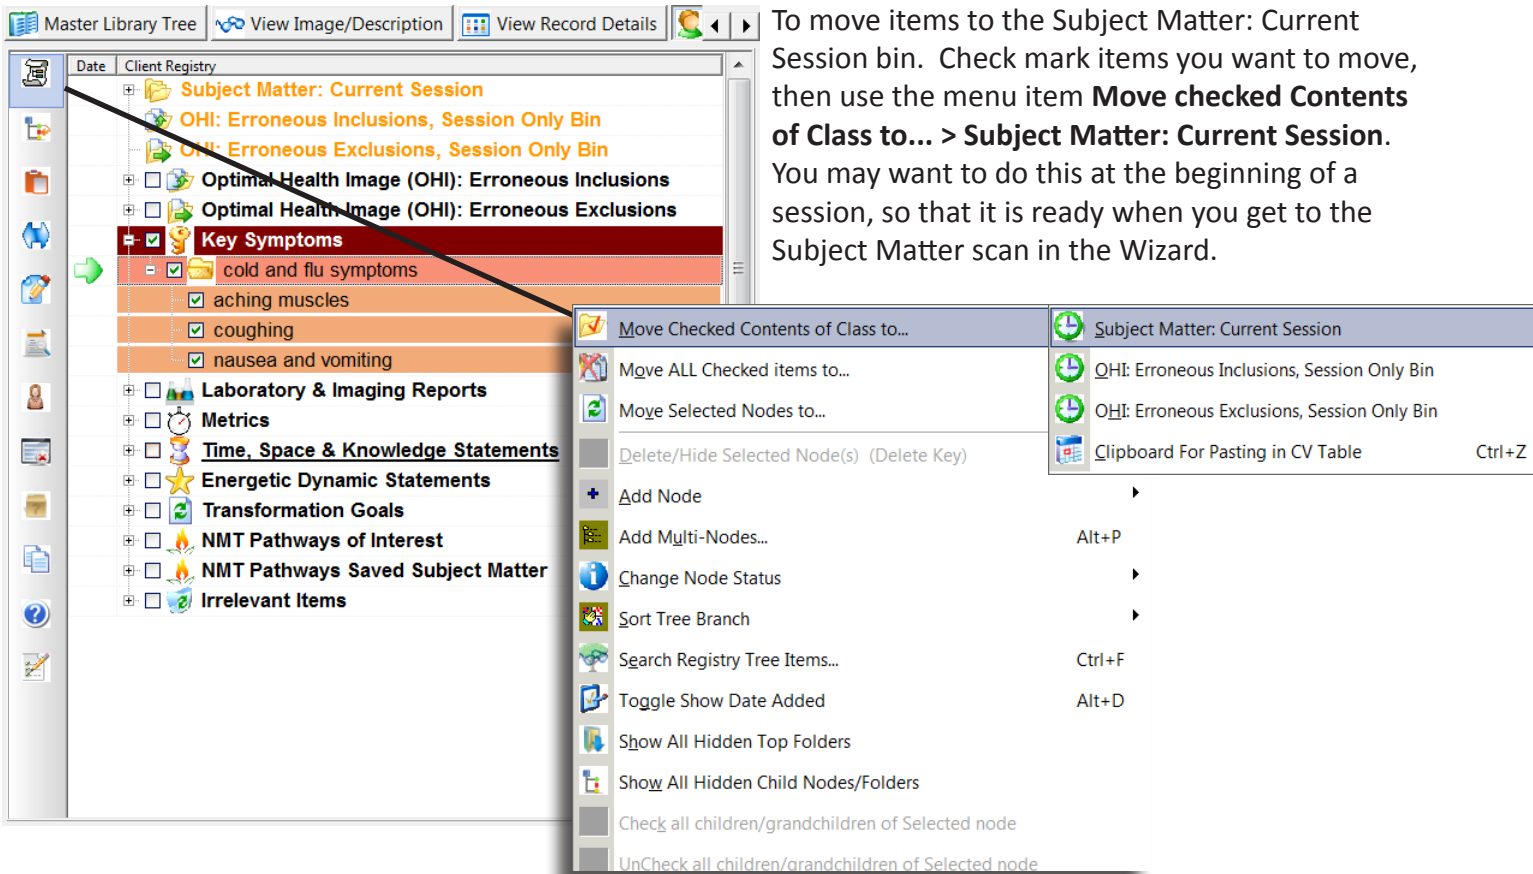 Master Library Tree
View Image/Description
View Record Details
To move items to the Subject Matter: Current
Session bin.  Check mark items you want to move,
then use the menu item Move checked Contents
of Class to... > Subject Matter: Current Session.
You may want to do this at the beginning of a
session, so that it is ready when you get to the
Subject Matter scan in the Wizard.
Date
Client Registry
Subject Matter: Current Session
OHI: Erroneous Inclusions, Session Only Bin
OHI: Erroneous Exclusions, Session Only Bin
Optimal Health Image (OHI): Erroneous Inclusions
Optimal Health Image (OHI): Erroneous Exclusions
Key Symptoms
cold and flu symptoms
aching muscles
coughing
nausea and vomiting
Laboratory & Imaging Reports
Metrics
Time, Space & Knowledge Statements
Energetic Dynamic Statements
Transformation Goals
NMT Pathways of Interest
NMT Pathways Saved Subject Matter
Irrelevant Items
Move Checked Contents of Class to...
Move ALL Checked items to...
Move Selected Nodes to...
Delete/Hide Selected Node(s)  (Delete Key)
Add Node
Add Multi-Nodes... Alt+P
Change Node Status
Sort Tree Branch
Search Registry Tree Items... Ctrl+F
Toggle Show Date Added Alt+D
Show All Hidden Top Folders
Show All Hidden Child Nodes/Folders
Check all children/grandchildren of Selected node
UnCheck all children/grandchildren of Selected node
Subject Matter: Current Session
OHI: Erroneous Inclusions, Session Only Bin
OHI: Erroneous Exclusions, Session Only Bin
Clipboard For Pasting in CV Table Ctrl+Z